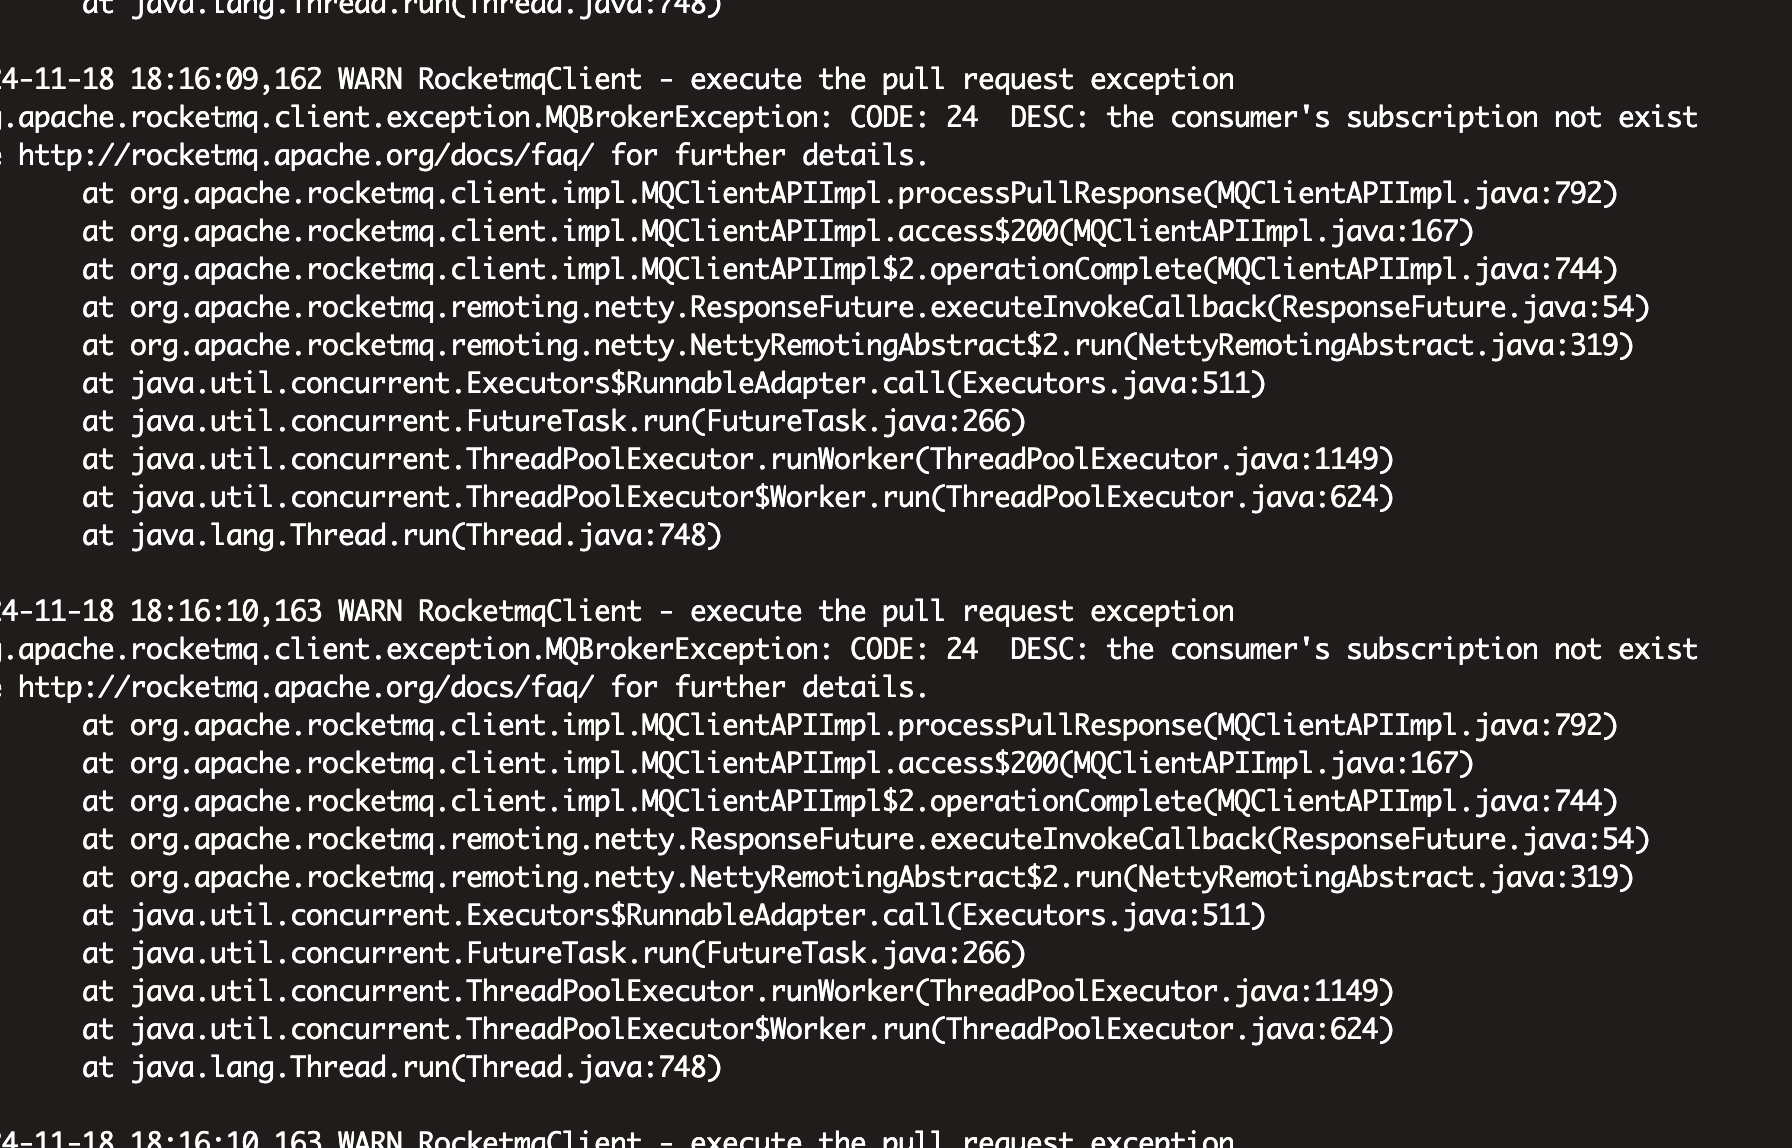 at java.lang.Thread.run(Thread.java:748)
4-11-18 18:16:09,162 WARN RocketmqClient - execute the pull request exception
.apache.rocketmq.client.exception.MQBrokerException: CODE: 24  DESC: the consumer's subscription not exist
http://rocketmq.apache.org/docs/faq/ for further details.
at org.apache.rocketmq.client.impl.MQClientAPIImpl.processPullResponse(MQClientAPIImpl.java:792)
at org.apache.rocketmq.client.impl.MQClientAPIImpl.access$200(MQClientAPIImpl.java:167)
at org.apache.rocketmq.client.impl.MQClientAPIImpl$2.operationComplete(MQClientAPIImpl.java:744)
at org.apache.rocketmq.remoting.netty.ResponseFuture.executeInvokeCallback(ResponseFuture.java:54)
at org.apache.rocketmq.remoting.netty.NettyRemotingAbstract$2.run(NettyRemotingAbstract.java:319)
at java.util.concurrent.Executors$RunnableAdapter.call(Executors.java:511)
at java.util.concurrent.FutureTask.run(FutureTask.java:266)
at java.util.concurrent.ThreadPoolExecutor.runWorker(ThreadPoolExecutor.java:1149)
at java.util.concurrent.ThreadPoolExecutor$Worker.run(ThreadPoolExecutor.java:624)
at java.lang.Thread.run(Thread.java:748)
4-11-18 18:16:10,163 WARN RocketmqClient - execute the pull request exception
.apache.rocketmq.client.exception.MQBrokerException: CODE: 24  DESC: the consumer's subscription not exist
http://rocketmq.apache.org/docs/faq/ for further details.
at org.apache.rocketmq.client.impl.MQClientAPIImpl.processPullResponse(MQClientAPIImpl.java:792)
at org.apache.rocketmq.client.impl.MQClientAPIImpl.access$200(MQClientAPIImpl.java:167)
at org.apache.rocketmq.client.impl.MQClientAPIImpl$2.operationComplete(MQClientAPIImpl.java:744)
at org.apache.rocketmq.remoting.netty.ResponseFuture.executeInvokeCallback(ResponseFuture.java:54)
at org.apache.rocketmq.remoting.netty.NettyRemotingAbstract$2.run(NettyRemotingAbstract.java:319)
at java.util.concurrent.Executors$RunnableAdapter.call(Executors.java:511)
at java.util.concurrent.FutureTask.run(FutureTask.java:266)
at java.util.concurrent.ThreadPoolExecutor.runWorker(ThreadPoolExecutor.java:1149)
at java.util.concurrent.ThreadPoolExecutor$Worker.run(ThreadPoolExecutor.java:624)
at java.lang.Thread.run(Thread.java:748)
4-11-18 18:16:10,163 WARN RocketmqClient - execute the pull request exception